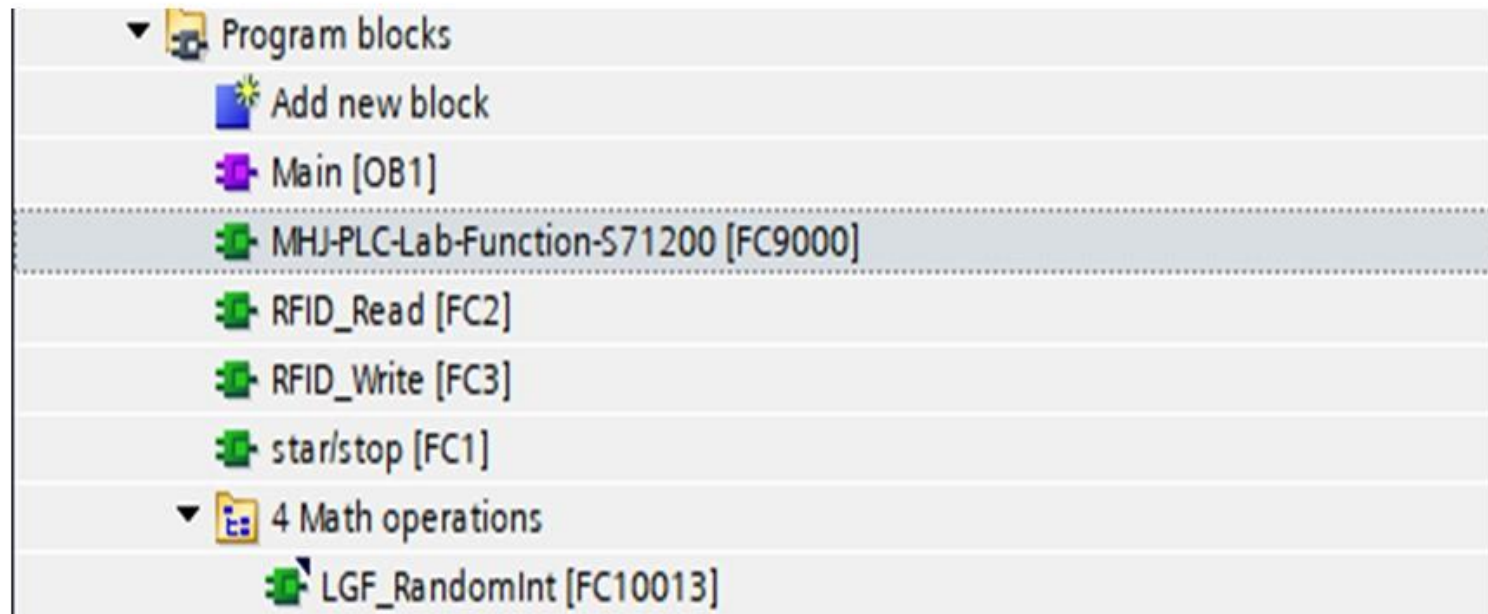 Program blocks
Add new block
Main [OB1]
MHJ-PLC-Lab-Function-S71200 [FC9000]
RFID_Read [FC2]
RFID_Write [FC3]
star/stop [FC1]
4 Math operations
LGF_RandomInt [FC10013]